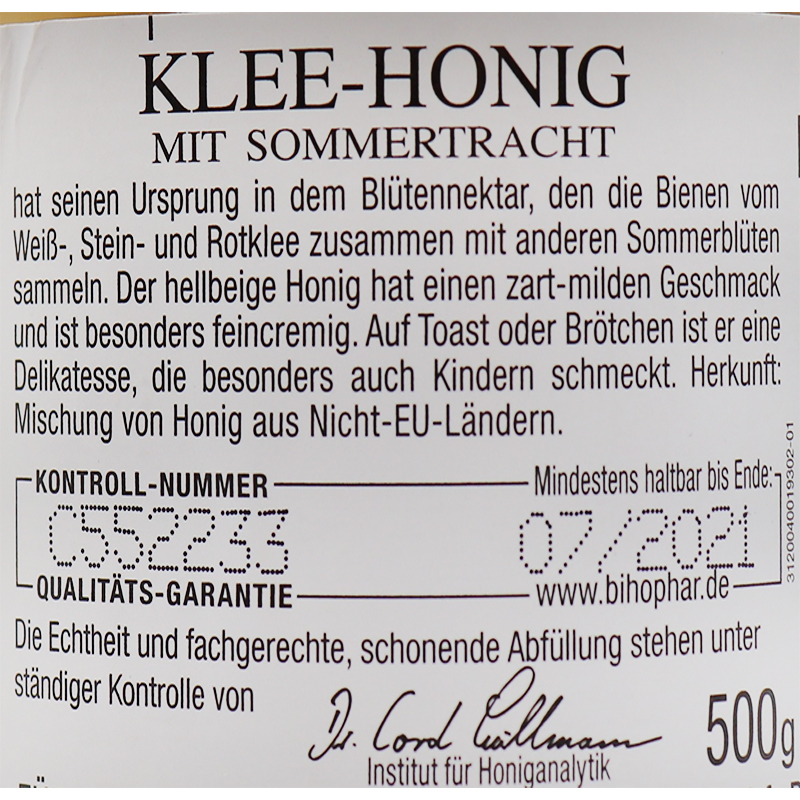 KLEE-HONIG
MIT SOMMERTRACHT
hat seinen Ursprung in dem Blütennektar, den die Bienen vom
Weiß-, Stein- und Rotklee zusammen mit anderen Sommerblüten
sammeln. Der hellbeige Honig hat einen zart-milden Geschmack
und ist besonders feincremig. Auf Toast oder Brötchen ist er eine
Delikatesse, die besonders auch Kindern schmeckt. Herkunft:
Mischung von Honig aus Nicht-EU-Ländern.
KONTROLL-NUMMER Mindestens haltbar bis Ende:
C552233 07/2021
QUALITÄTS-GARANTIE www.bihophar.de
3120040019302-01
Die Echtheit und fachgerechte, schonende Abfüllung stehen unter
ständiger Kontrolle von
Dr. Cord Lüllmann
Institut für Honiganalytik
500g